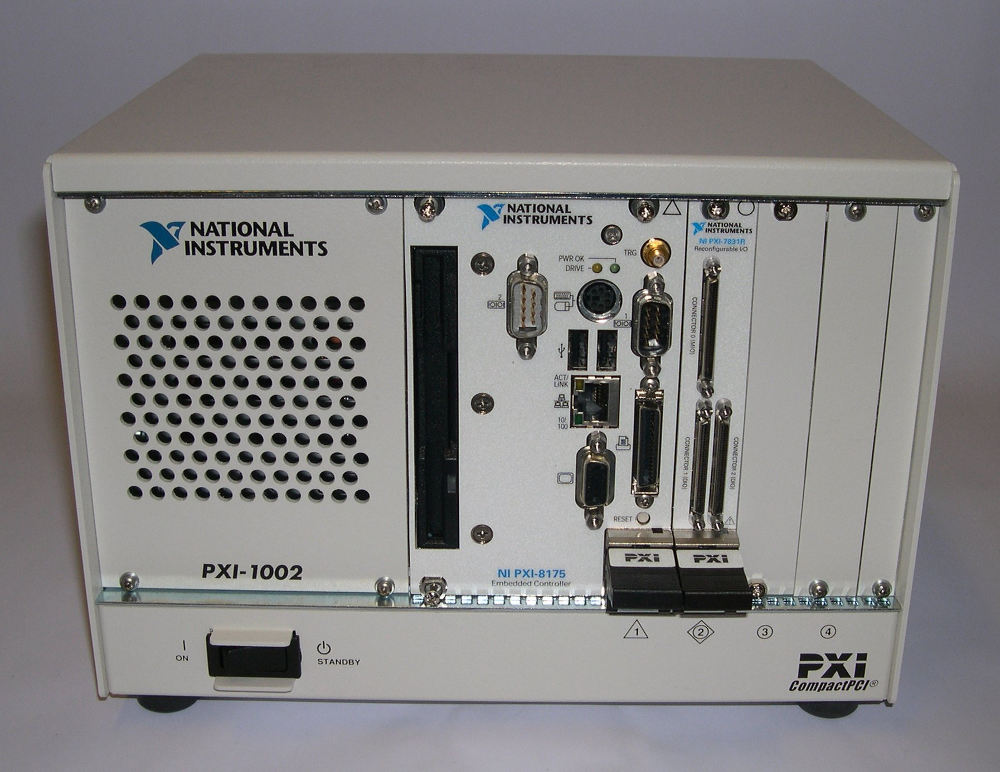 NATIONAL
INSTRUMENTS
PXI-1002
I
ON
STANDBY
NATIONAL
INSTRUMENTS
TRG
PWR OK
DRIVE
2
1
ACT/
LINK
10/
100
RESET
NI PXI-8175
Embedded Controller
PXI
NATIONAL
INSTRUMENTS
NI PXI-7831R
Reconfigurable I/O
CONNECTOR 0 (MIO)
CONNECTOR 1 (DIO)
CONNECTOR 2 (DIO)
PXI
1
2
3
4
PXI
CompactPCI®